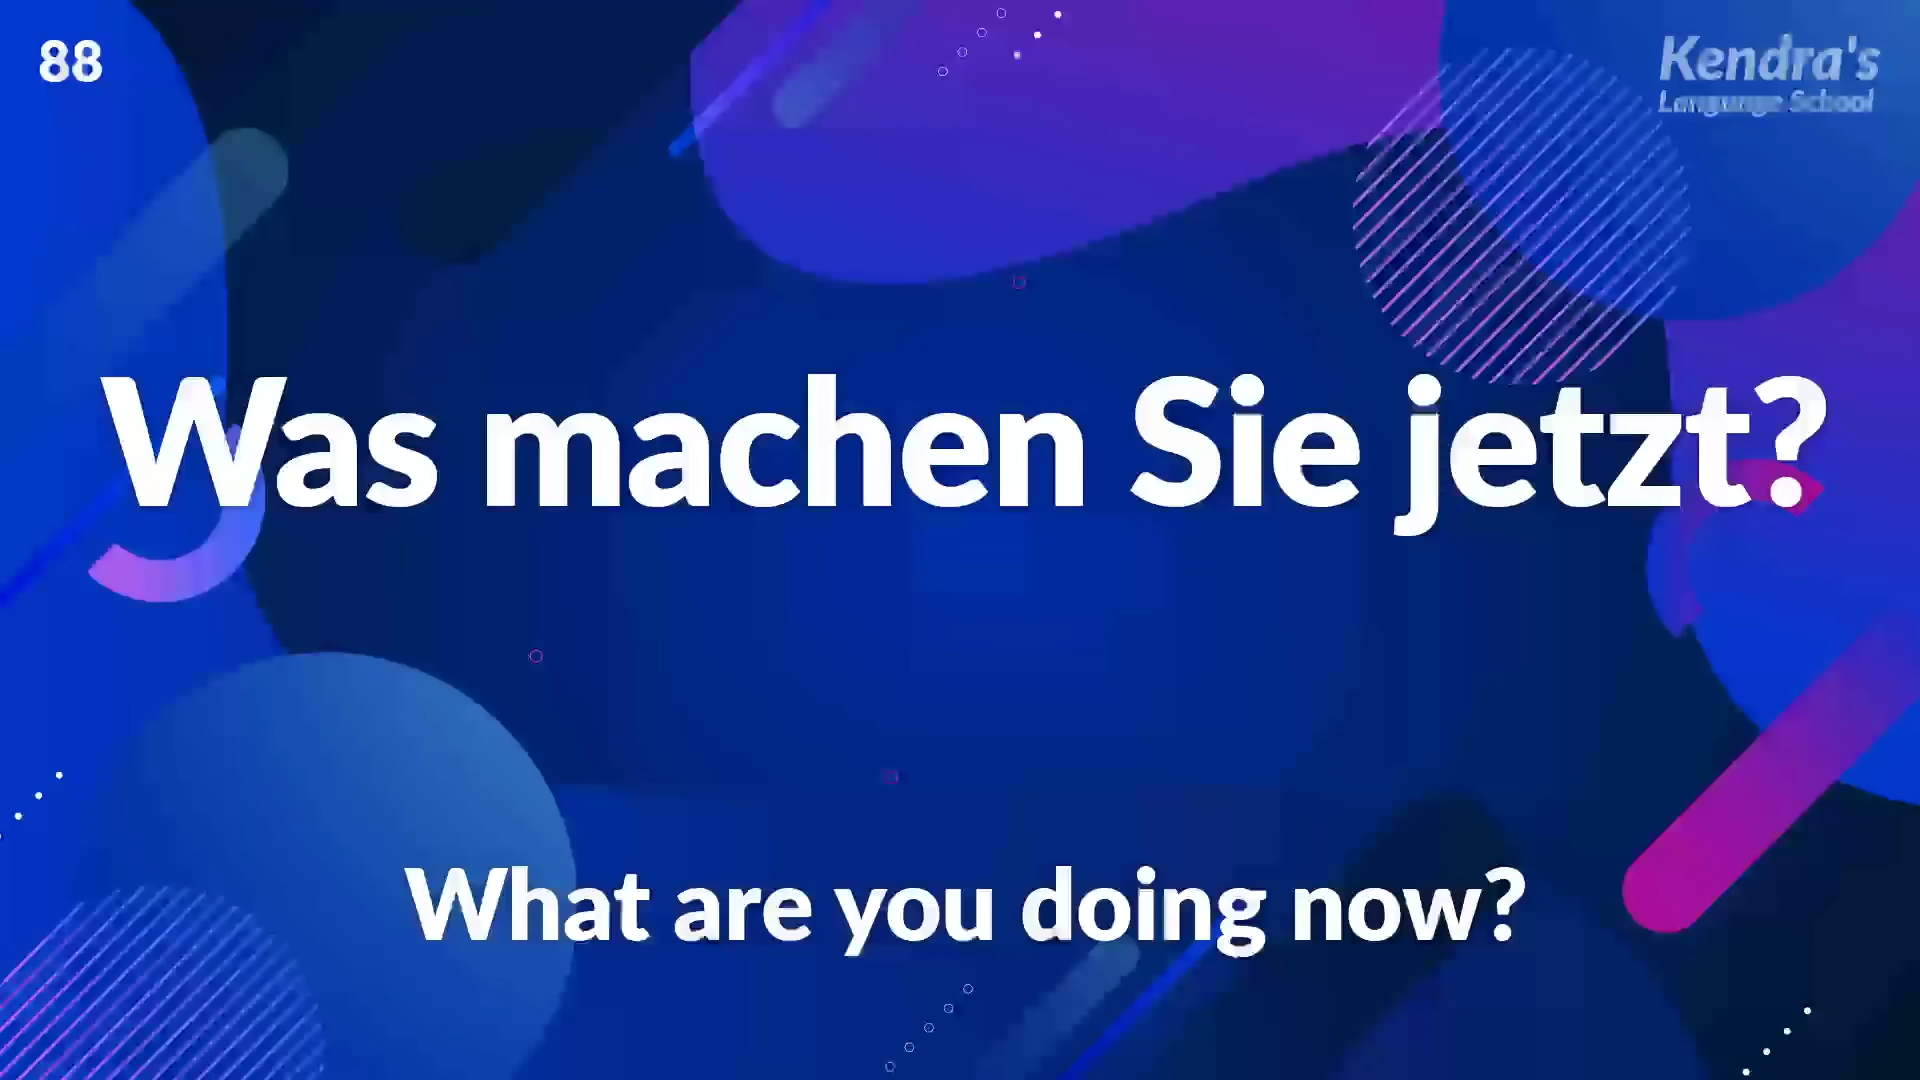 88
Kendra's
Language School
Was machen Sie jetzt?
What are you doing now?